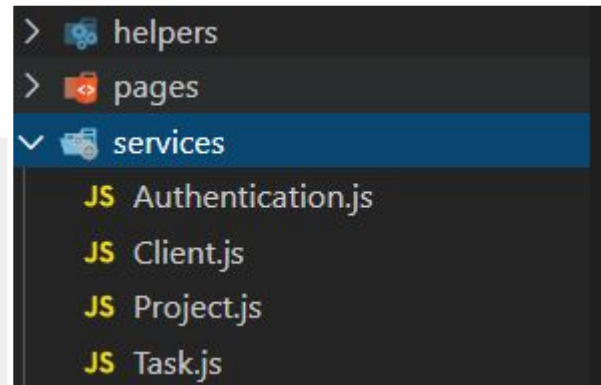 helpers
pages
services
JS Authentication.js
JS Client.js
JS Project.js
JS Task.js